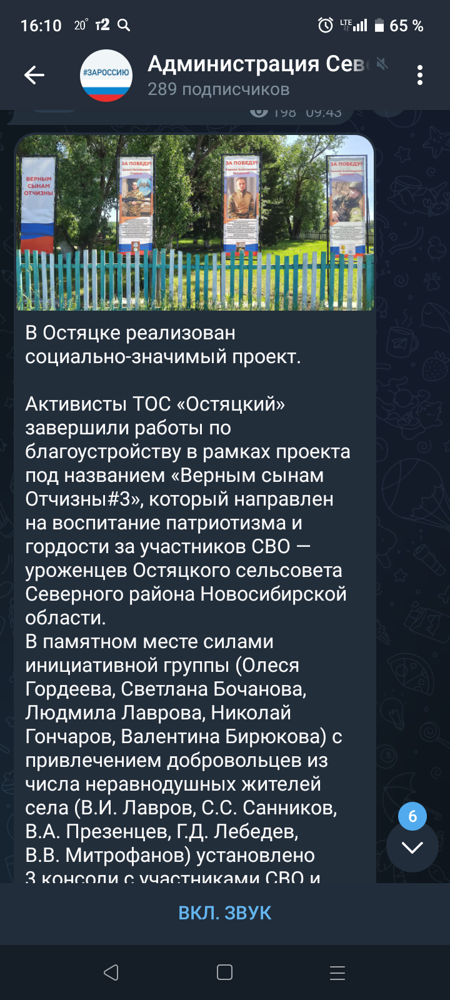 16:10 20° т2 LTE 65 %
#ЗАРОССИЮ
Администрация Сев
289 подписчиков
198 09:43
ВЕРНЫМ
СЫНАМ
ОТЧИЗНЫ
ЗА ПОБЕДУ!
ЗА ПОБЕДУ!
ЗА ПОБЕДУ!
В Остяцке реализован
социально-значимый проект.
Активисты ТОС «Остяцкий»
завершили работы по
благоустройству в рамках проекта
под названием «Верным сынам
Отчизны#3», который направлен
на воспитание патриотизма и
гордости за участников СВО —
уроженцев Остяцкого сельсовета
Северного района Новосибирской
области.
В памятном месте силами
инициативной группы (Олеся
Гордеева, Светлана Бочанова,
Людмила Лаврова, Николай
Гончаров, Валентина Бирюкова) с
привлечением добровольцев из
числа неравнодушных жителей
села (В.И. Лавров, С.С. Санников,
В.А. Презенцев, Г.Д. Лебедев,
В.В. Митрофанов) установлено
3 консоли с участниками СВО и
6
ВКЛ. ЗВУК